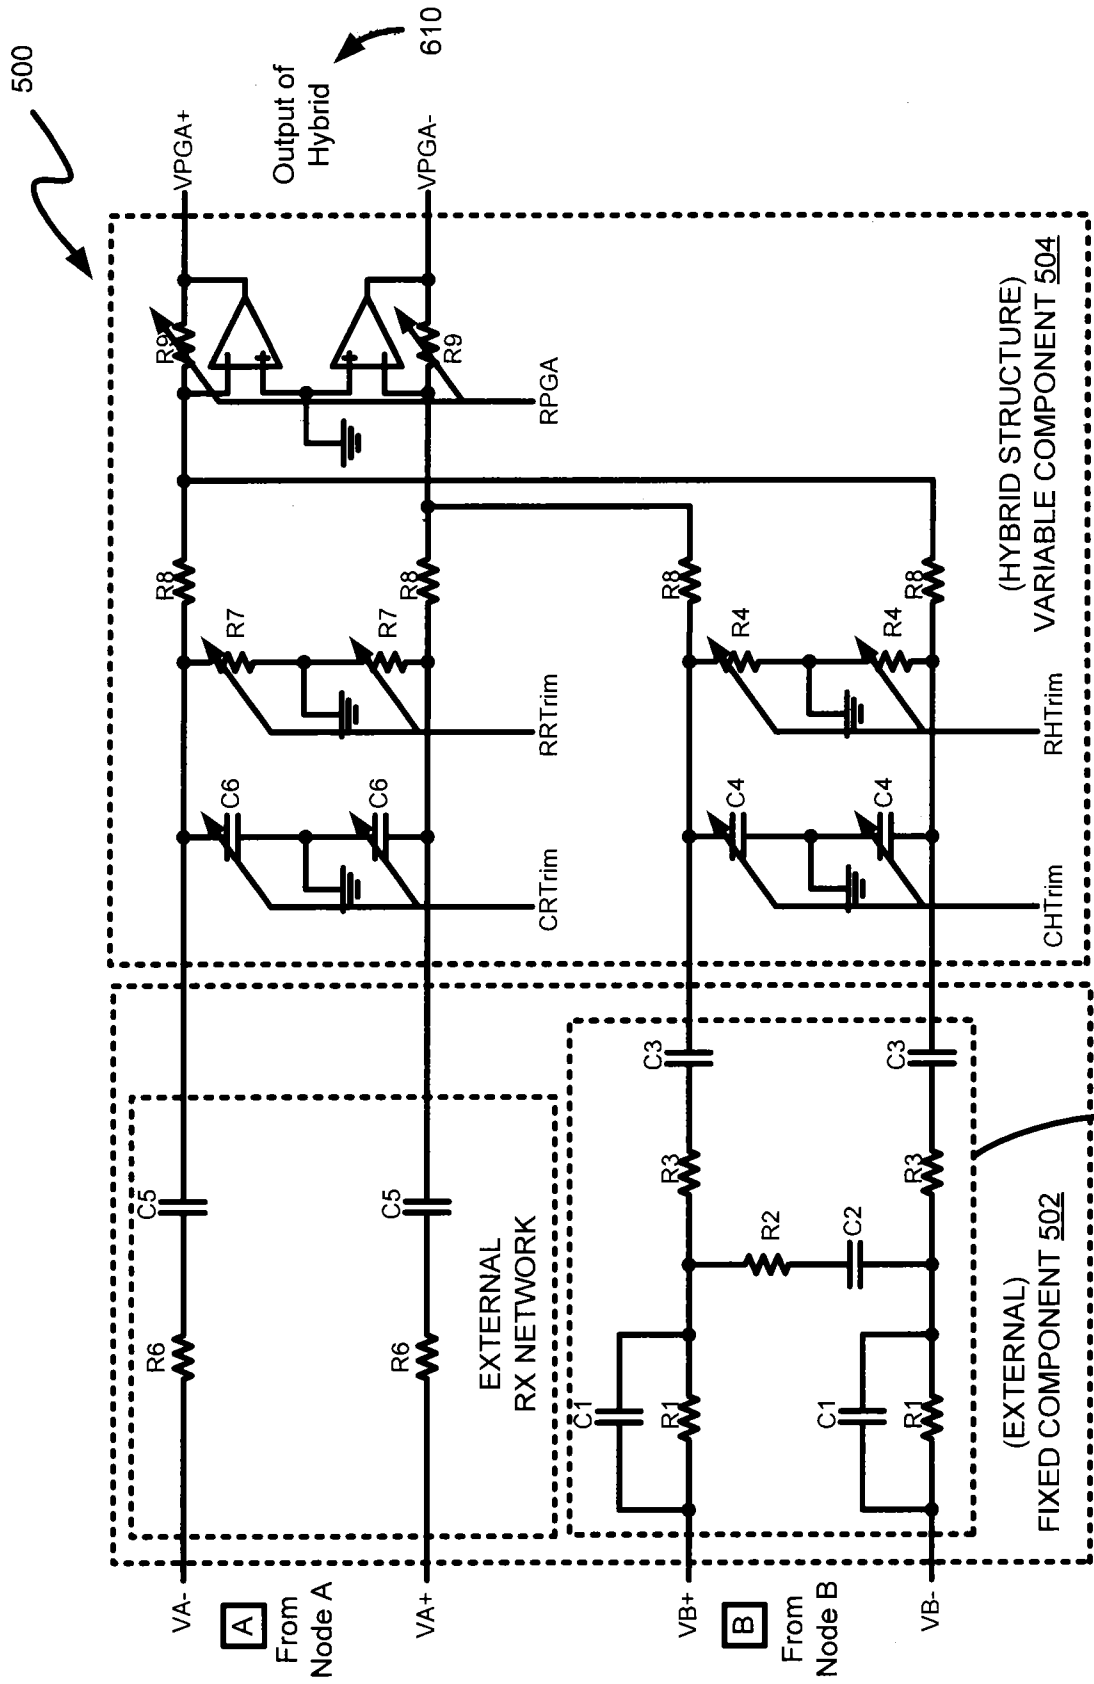 500
610
Output of
Hybrid
VPGA+
VPGA-
R9
R9
RPGA
R8
R8
R8
R8
R7
R7
RRTrim
R4
R4
RHTrim
C6
C6
CRTrim
C4
C4
CHTrim
(HYBRID STRUCTURE)
VARIABLE COMPONENT 504
C5
C5
R6
R6
EXTERNAL
RX NETWORK
C3
C3
R3
R3
R2
C2
C1
R1
C1
R1
(EXTERNAL)
FIXED COMPONENT 502
VA-
A
From
Node A
VA+
VB+
B
From
Node B
VB-